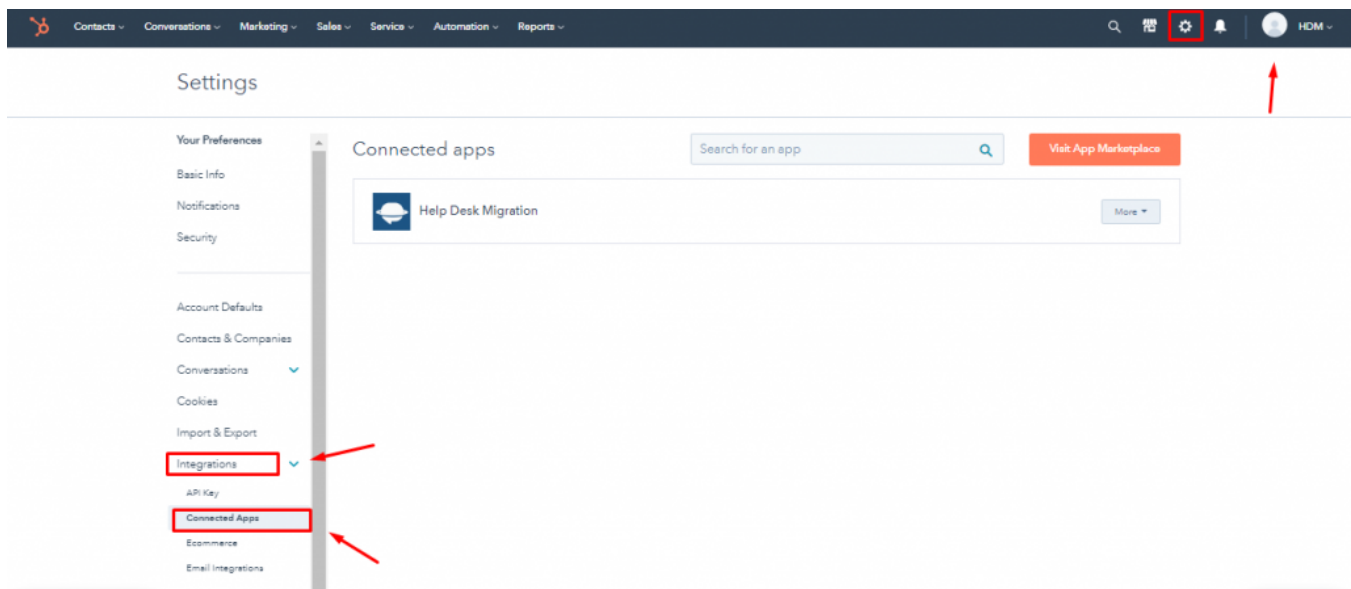 Contacts Conversations Marketing Sales Service Automation Reports HDM
Settings
Your Preferences
Basic Info
Notifications
Security
Account Defaults
Contacts & Companies
Conversations
Cookies
Import & Export
Integrations
API Key
Connected Apps
Ecommerce
Email Integrations
Connected apps
Search for an app
Visit App Marketplace
Help Desk Migration
More